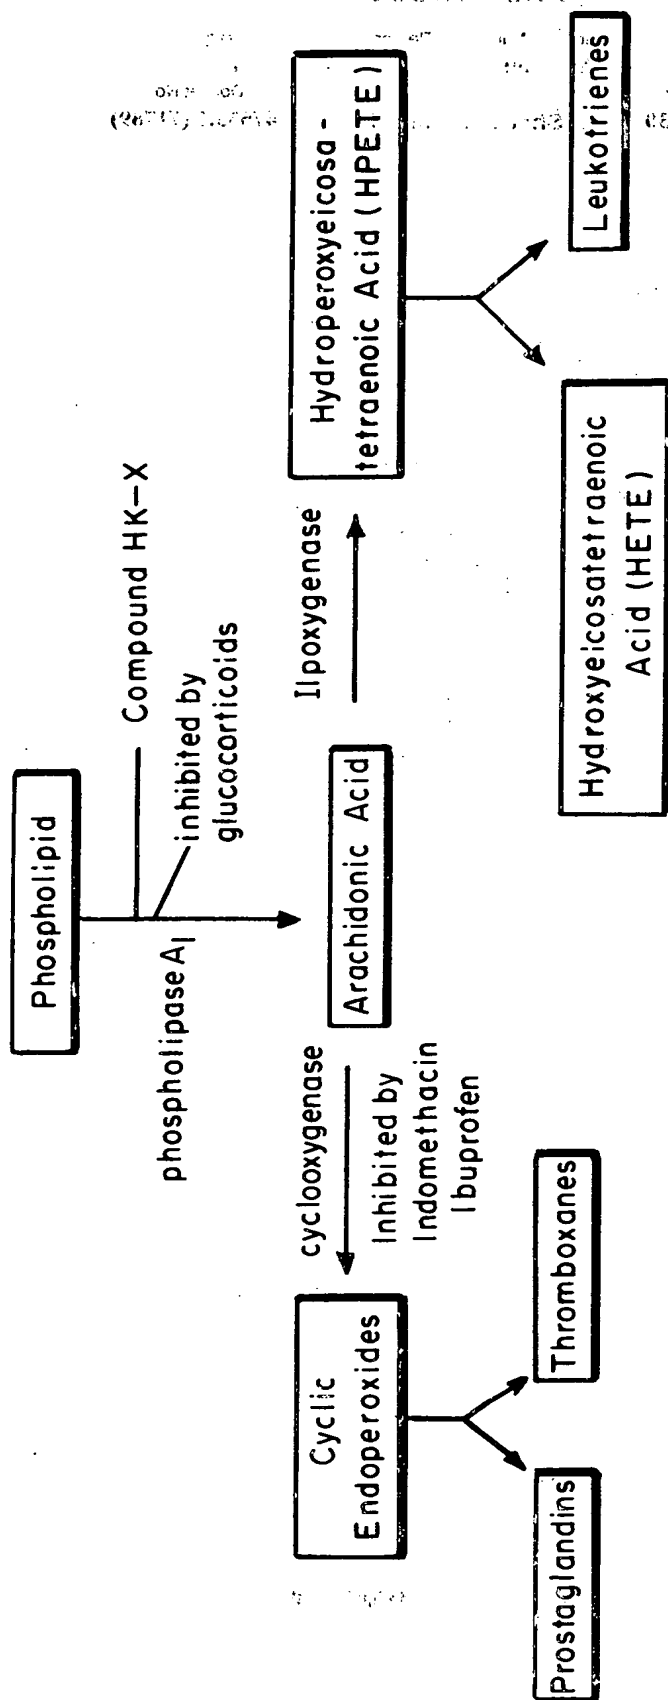 Phospholipid
Compound HK-X
inhibited by
glucocorticoids
phospholipase A1
Arachidonic Acid
cyclooxygenase
Inhibited by
Indomethacin
Ibuprofen
Ilpoxygenase
Cyclic
Endoperoxides
Hydroperoxyeicosa-
tetraenoic Acid (HPETE)
Prostaglandins
Thromboxanes
Hydroxyeicosatetraenoic
Acid (HETE)
Leukotrienes